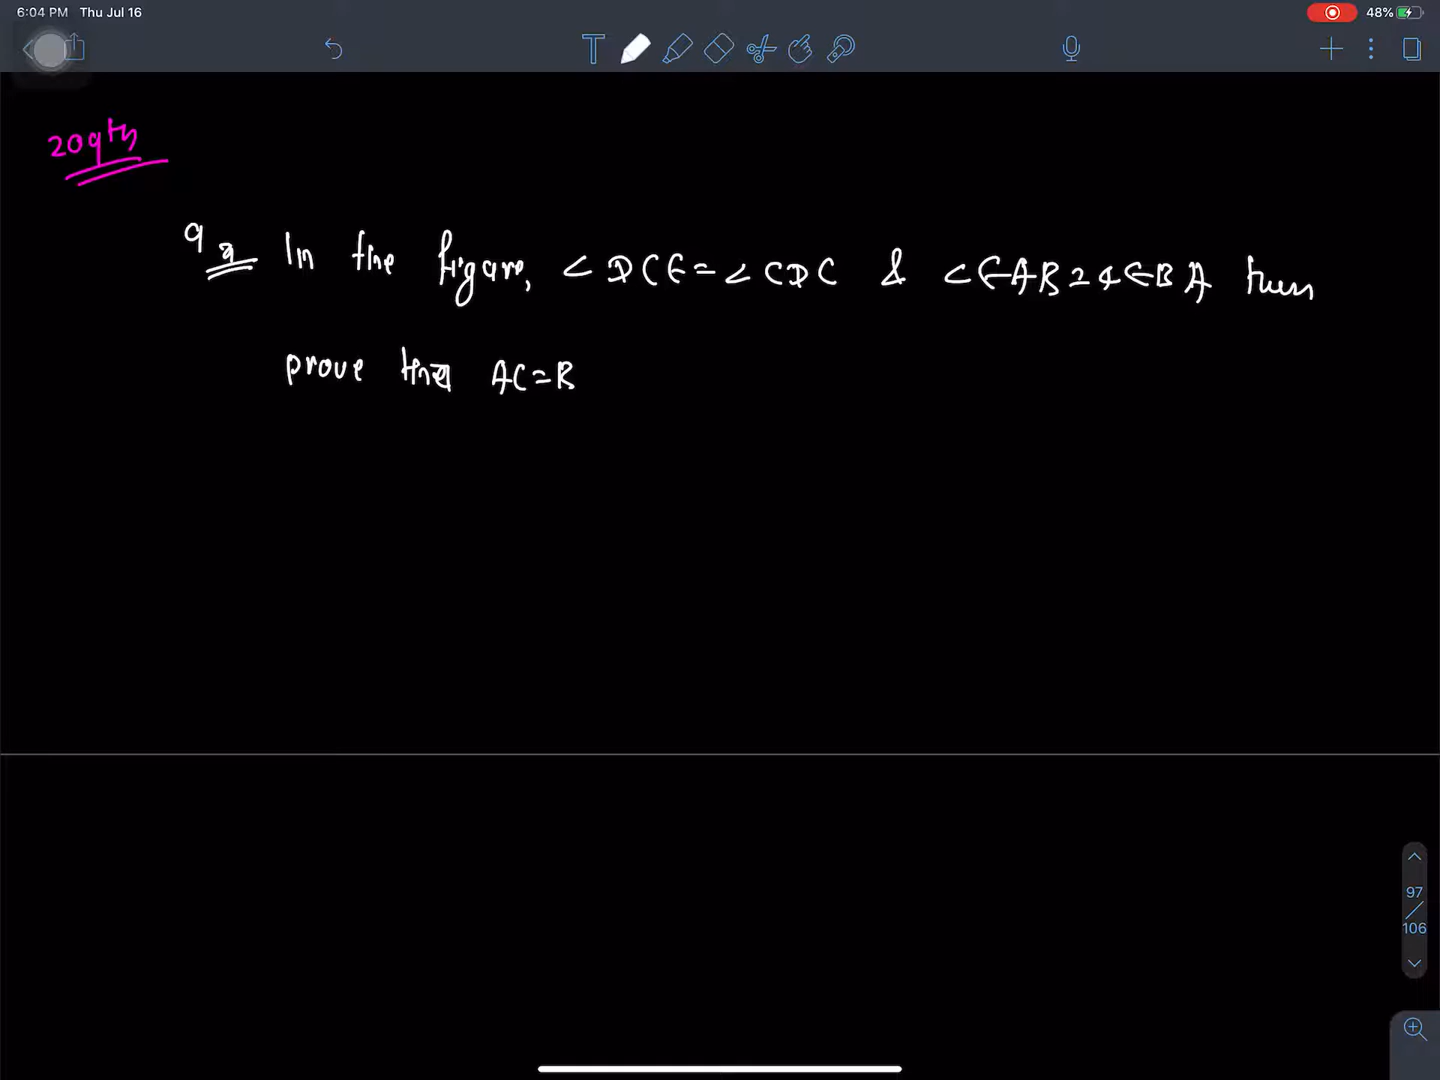 6:04 PM Thu Jul 16
48%
T
209th
9 In the figure, < DCE = < CDC & < EAB = < EBA then
prove that AC = B
97
106